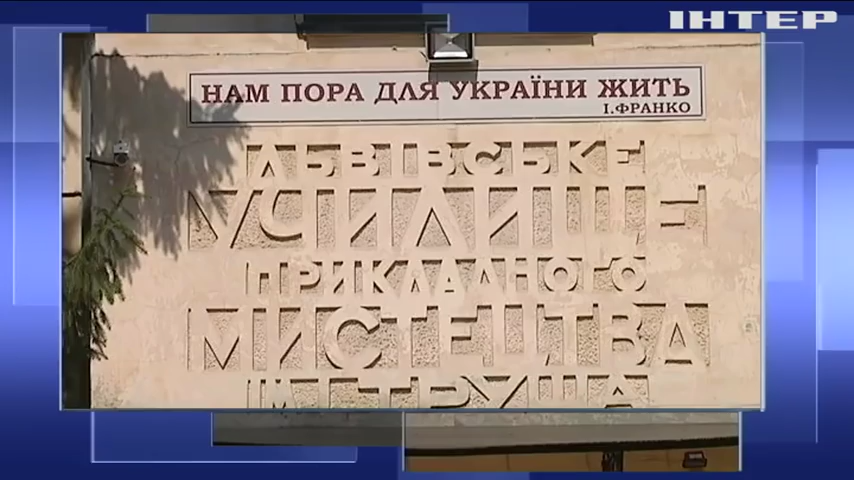 ІНТЕР
НАМ ПОРА ДЛЯ УКРАЇНИ ЖИТЬ
І.ФРАНКО
ЛЬВІВСЬКЕ
УЧИЛИЩЕ
ПРИКЛАДНОГО
МИСТЕЦТВА
ІМ.І.ТРУША